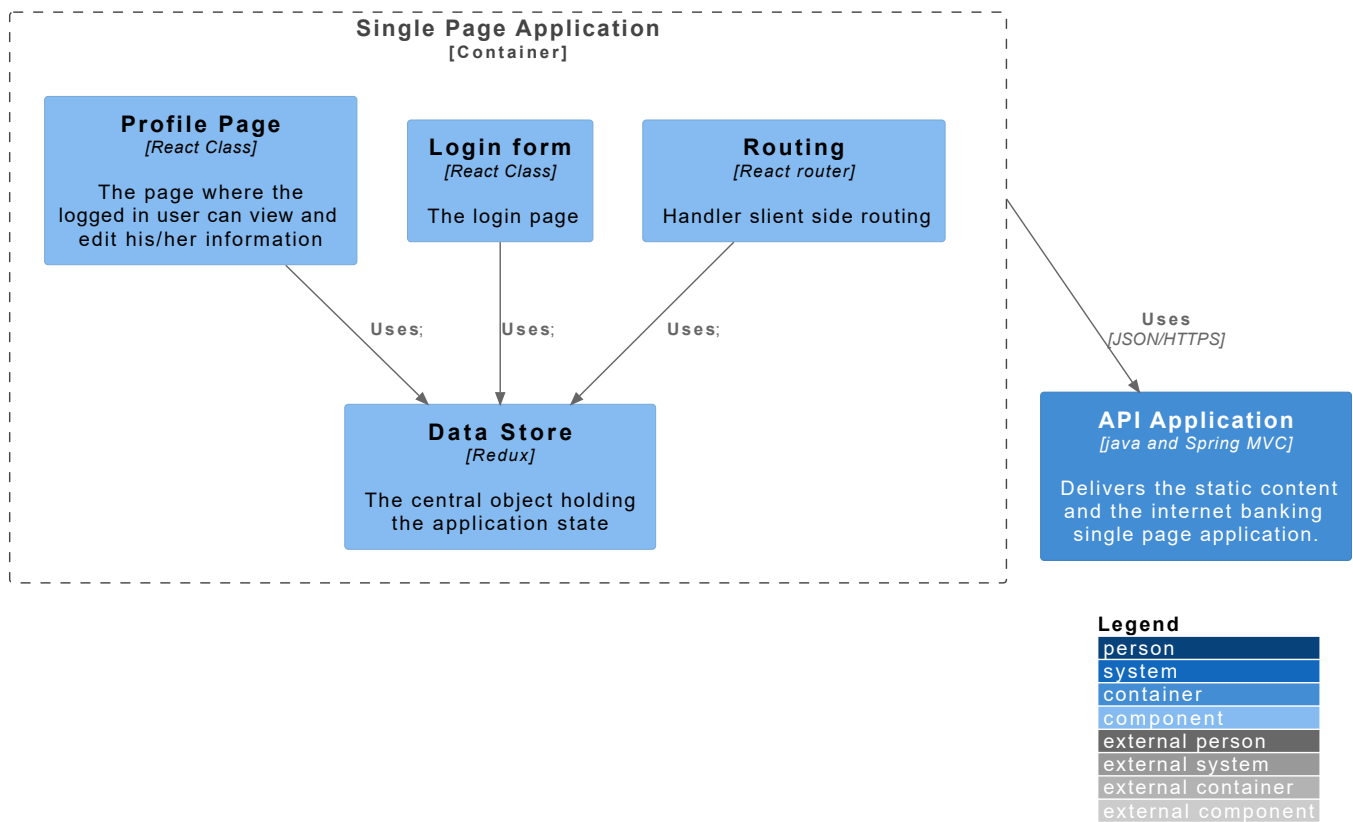 Single Page Application
[Container]
Profile Page
[React Class]
The page where the
logged in user can view and
edit his/her information
Login form
[React Class]
The login page
Routing
[React router]
Handler slient side routing
Uses;
Uses;
Uses;
Uses
[JSON/HTTPS]
Data Store
[Redux]
The central object holding
the application state
API Application
[java and Spring MVC]
Delivers the static content
and the internet banking
single page application.
Legend
person
system
container
component
external person
external system
external container
external component